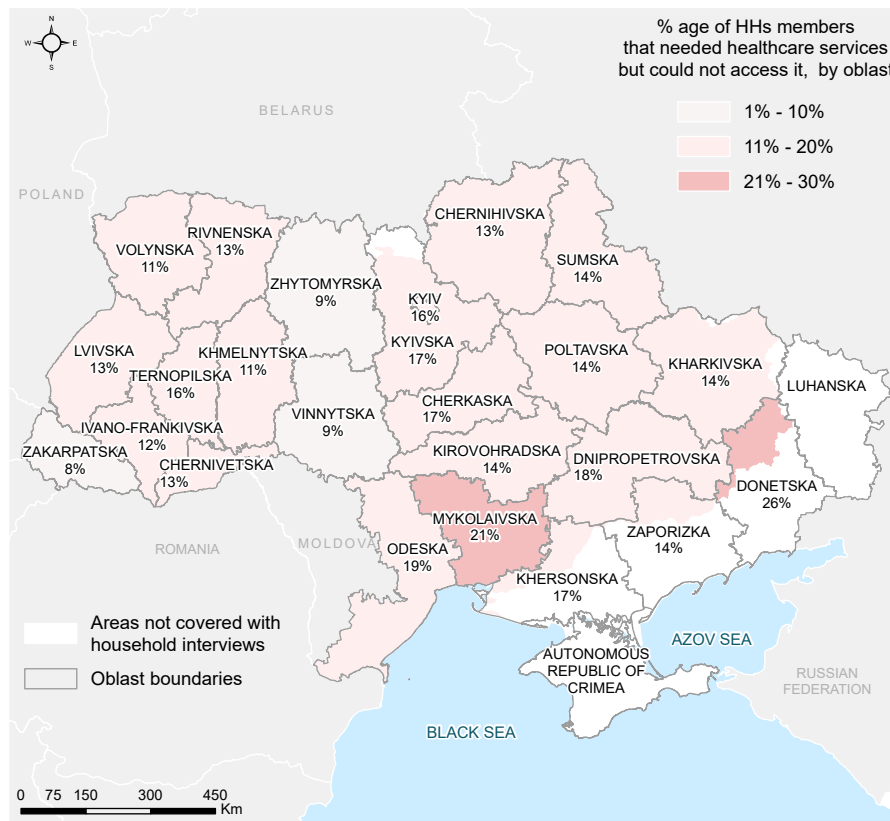 N
W
E
S
% age of HHs members
that needed healthcare services
but could not access it, by oblast
1% - 10%
11% - 20%
21% - 30%
BELARUS
POLAND
CHERNIHIVSKA
13%
RIVNENSKA
13%
VOLYNSKA
11%
SUMSKA
14%
ZHYTOMYRSKA
9%
KYIV
16%
KYIVSKA
17%
LVIVSKA
13%
KHMELNYTSKA
11%
TERNOPILSKA
16%
POLTAVSKA
14%
KHARKIVSKA
14%
LUHANSKA
VINNYTSKA
9%
CHERKASKA
17%
IVANO-FRANKIVSKA
12%
ZAKARPATSKA
8%
CHERNIVETSKA
13%
KIROVOHRADSKA
14%
DNIPROPETROVSKA
18%
DONETSKA
26%
MYKOLAIVSKA
21%
ZAPORIZKA
14%
MOLDOVA
ROMANIA
ODESKA
19%
KHERSONSKA
17%
AZOV SEA
AUTONOMOUS
REPUBLIC OF
CRIMEA
RUSSIAN
FEDERATION
BLACK SEA
Areas not covered with
household interviews
Oblast boundaries
0 75 150 300 450
Km